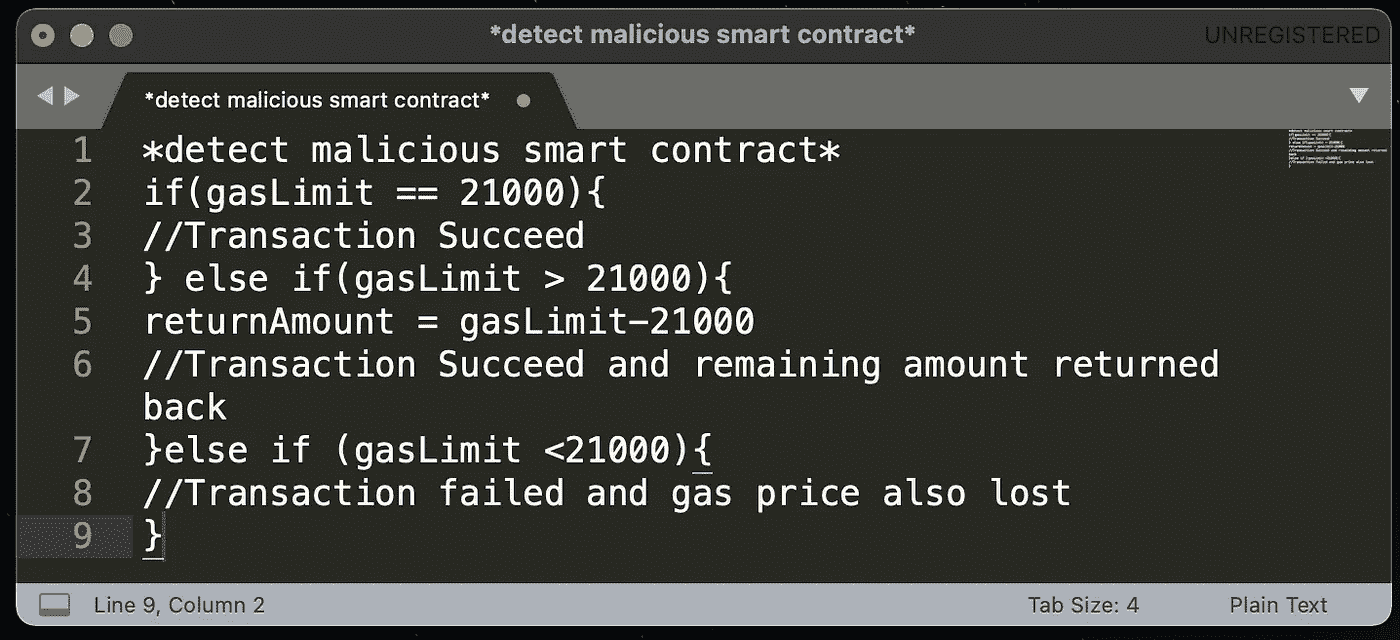 *detect malicious smart contract*
UNREGISTERED
*detect malicious smart contract*
1 *detect malicious smart contract*
2 if(gasLimit == 21000){
3 //Transaction Succeed
4 } else if(gasLimit > 21000){
5 returnAmount = gasLimit-21000
6 //Transaction Succeed and remaining amount returned
back
7 }else if (gasLimit <21000){
8 //Transaction failed and gas price also lost
9 }
Line 9, Column 2
Tab Size: 4
Plain Text